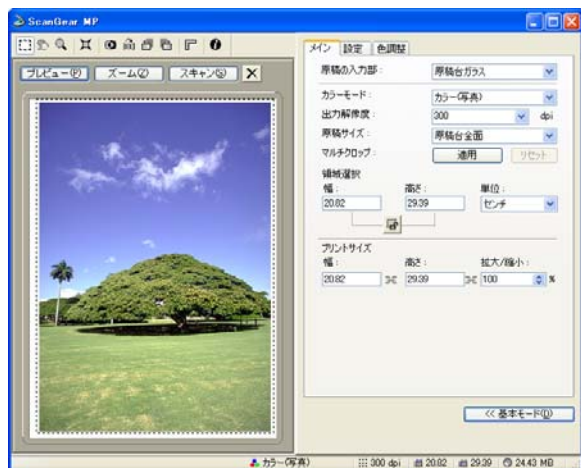 ScanGear MP
プレビュー(P) ズーム(Z) スキャン(S)
メイン 設定 色調整
原稿の入力部: 原稿台ガラス
カラーモード: カラー(写真)
出力解像度: 300 dpi
原稿サイズ: 原稿台全面
マルチクロップ: 適用 リセット
領域選択
幅: 高さ: 単位:
20.82 29.39 センチ
プリントサイズ
幅: 高さ: 拡大/縮小:
20.82 29.39 100 %
<< 基本モード(D)
カラー(写真) 300 dpi 20.82 29.39 24.43 MB